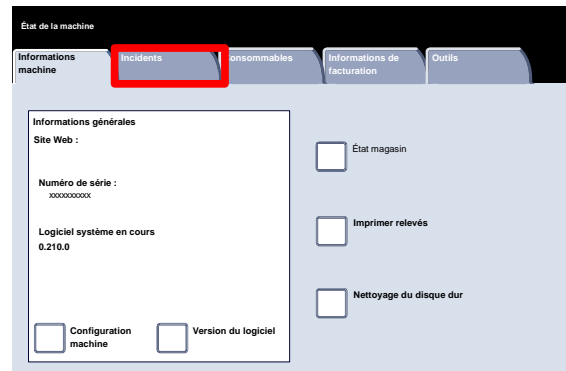 État de la machine
Informations
machine
Incidents
Consommables
Informations de
facturation
Outils
Informations générales
Site Web :
Numéro de série :
xxxxxxxxxx
Logiciel système en cours
0.210.0
Configuration
machine
Version du logiciel
État magasin
Imprimer relevés
Nettoyage du disque dur